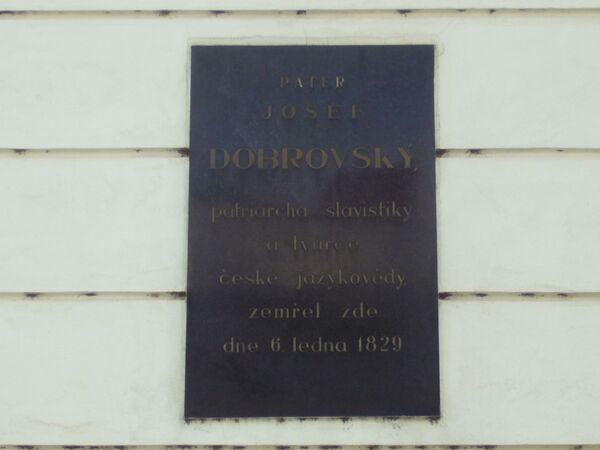 PATER
JOSEF
DOBROVSKÝ,
patriarcha slavistiky
a tvůrce
české jazykovědy,
zemřel zde
dne 6. ledna 1829